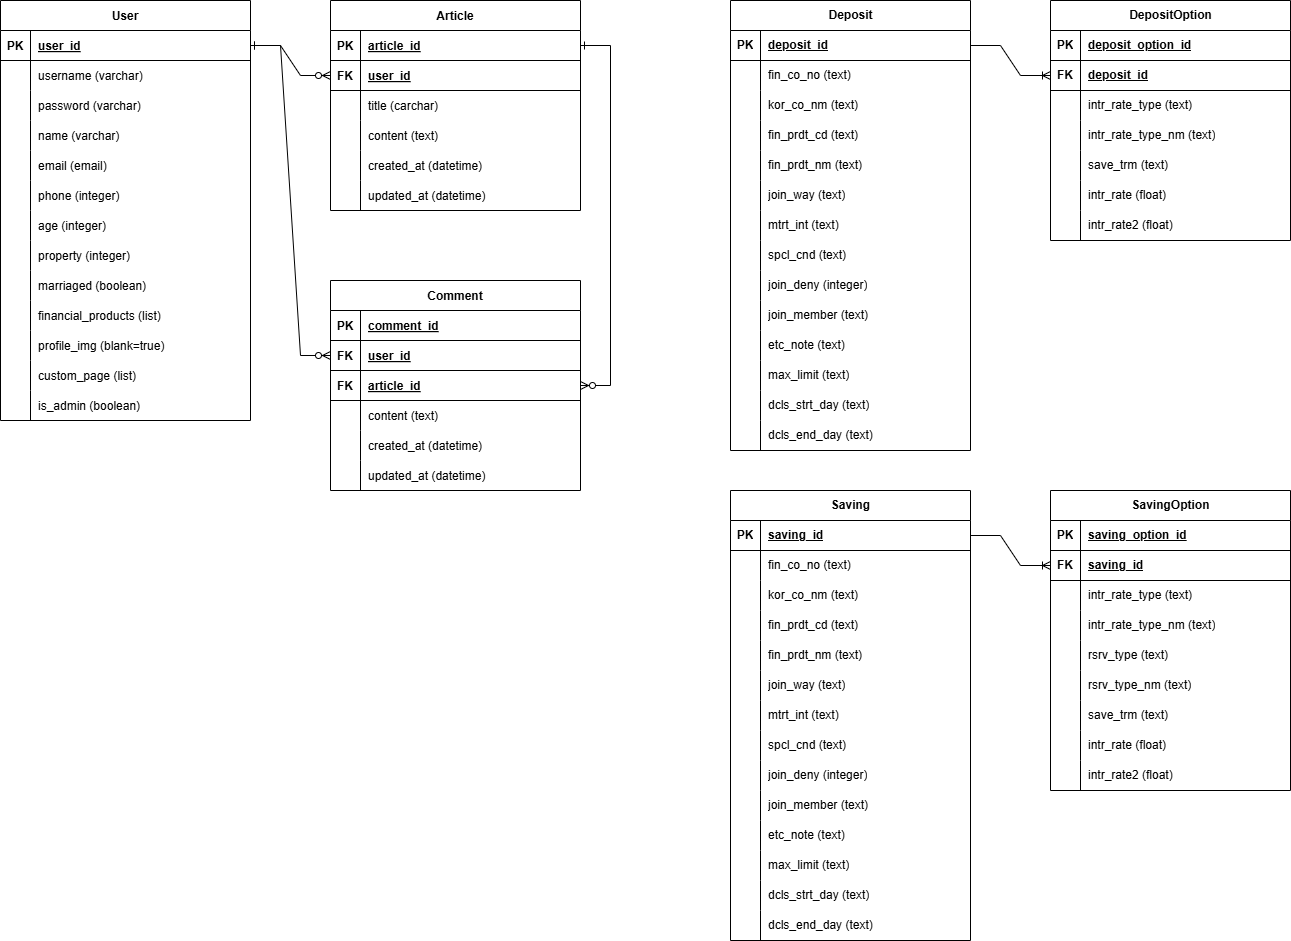 User
PK user_id
username (varchar)
password (varchar)
name (varchar)
email (email)
phone (integer)
age (integer)
property (integer)
marriaged (boolean)
financial_products (list)
profile_img (blank=true)
custom_page (list)
is_admin (boolean)
Article
PK article_id
FK user_id
title (carchar)
content (text)
created_at (datetime)
updated_at (datetime)
Comment
PK comment_id
FK user_id
FK article_id
content (text)
created_at (datetime)
updated_at (datetime)
Deposit
PK deposit_id
fin_co_no (text)
kor_co_nm (text)
fin_prdt_cd (text)
fin_prdt_nm (text)
join_way (text)
mtrt_int (text)
spcl_cnd (text)
join_deny (integer)
join_member (text)
etc_note (text)
max_limit (text)
dcls_strt_day (text)
dcls_end_day (text)
DepositOption
PK deposit_option_id
FK deposit_id
intr_rate_type (text)
intr_rate_type_nm (text)
save_trm (text)
intr_rate (float)
intr_rate2 (float)
Saving
PK saving_id
fin_co_no (text)
kor_co_nm (text)
fin_prdt_cd (text)
fin_prdt_nm (text)
join_way (text)
mtrt_int (text)
spcl_cnd (text)
join_deny (integer)
join_member (text)
etc_note (text)
max_limit (text)
dcls_strt_day (text)
dcls_end_day (text)
SavingOption
PK saving_option_id
FK saving_id
intr_rate_type (text)
intr_rate_type_nm (text)
rsrv_type (text)
rsrv_type_nm (text)
save_trm (text)
intr_rate (float)
intr_rate2 (float)